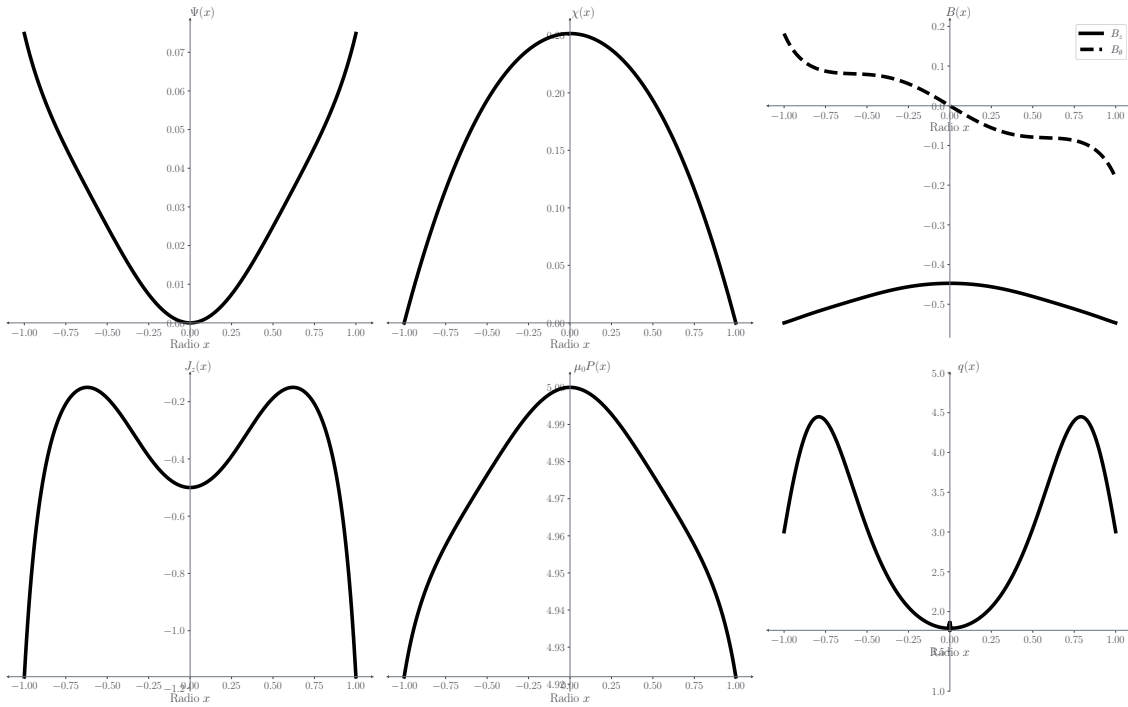 Ψ(x)
0.07
0.06
0.05
0.04
0.03
0.02
0.01
0.00
−1.00 −0.75 −0.50 −0.25 0.00 0.25 0.50 0.75 1.00
Radio x
χ(x)
0.25
0.20
0.15
0.10
0.05
0.00
−1.00 −0.75 −0.50 −0.25 0.00 0.25 0.50 0.75 1.00
Radio x
B(x)
B_z
B_θ
0.2
0.1
0.0
−1.00 −0.75 −0.50 −0.25 0.00 0.25 0.50 0.75 1.00
Radio x
−0.1
−0.2
−0.3
−0.4
−0.5
J_z(x)
−0.2
−0.4
−0.6
−0.8
−1.0
−1.2
−1.00 −0.75 −0.50 −0.25 0.00 0.25 0.50 0.75 1.00
Radio x
μ₀P(x)
5.00
4.99
4.98
4.97
4.96
4.95
4.94
4.93
4.92
−1.00 −0.75 −0.50 −0.25 0.00 0.25 0.50 0.75 1.00
Radio x
q(x)
5.0
4.5
4.0
3.5
3.0
2.5
2.0
−1.00 −0.75 −0.50 −0.25 0.00 0.25 0.50 0.75 1.00
1.5
Radio x
1.0